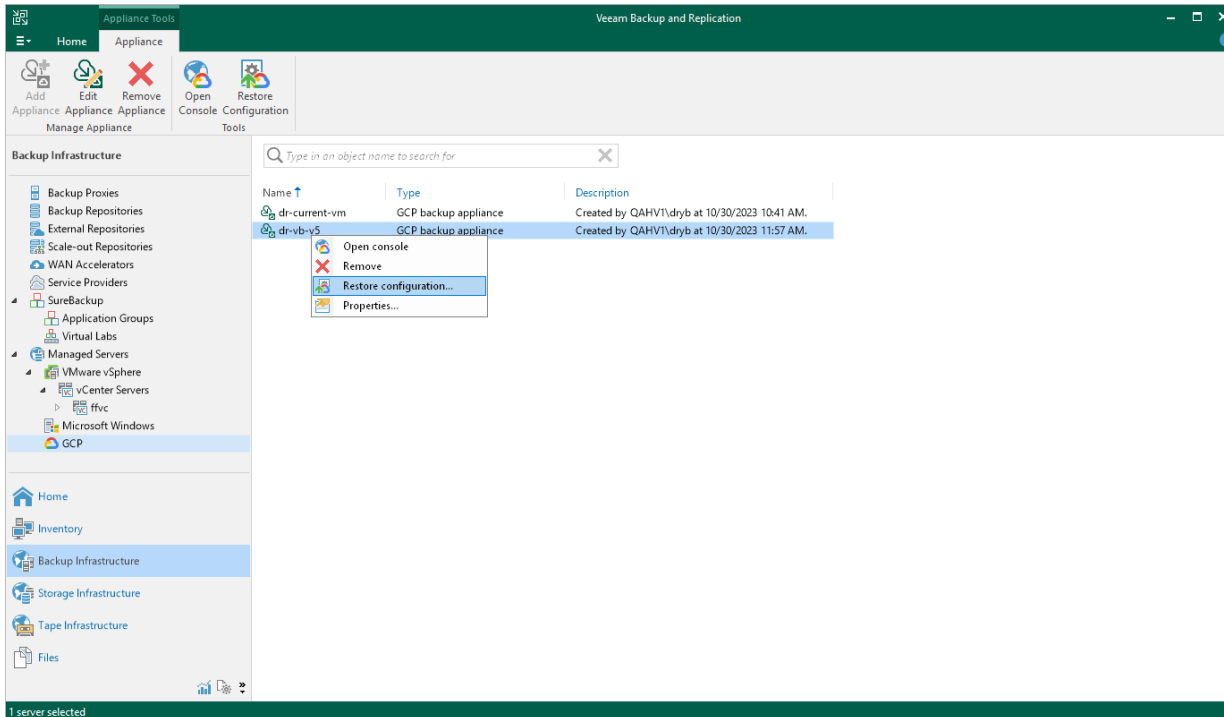 Appliance Tools
Veeam Backup and Replication
Home
Appliance
Add Appliance
Edit Appliance
Remove Appliance
Open Console
Restore Configuration
Manage Appliance
Tools
Backup Infrastructure
Type in an object name to search for
Backup Proxies
Backup Repositories
External Repositories
Scale-out Repositories
WAN Accelerators
Service Providers
SureBackup
Application Groups
Virtual Labs
Managed Servers
VMware vSphere
vCenter Servers
ffvc
Microsoft Windows
GCP
Name Type Description
dr-current-vm GCP backup appliance Created by QAHV1\dryb at 10/30/2023 10:41 AM.
dr-vb-v5 GCP backup appliance Created by QAHV1\dryb at 10/30/2023 11:57 AM.
Open console
Remove
Restore configuration...
Properties...
Home
Inventory
Backup Infrastructure
Storage Infrastructure
Tape Infrastructure
Files
1 server selected